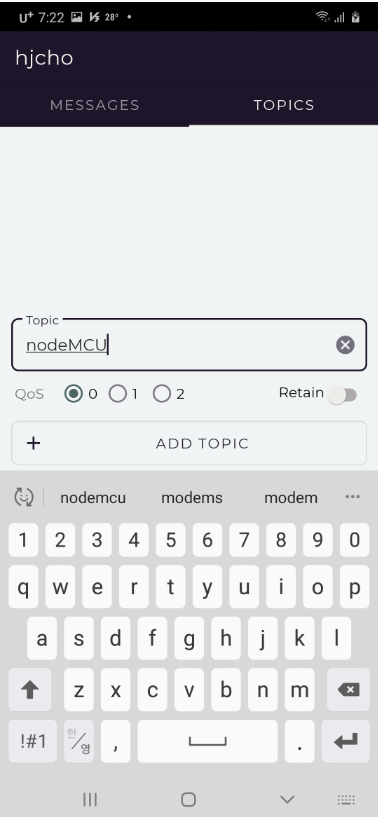 U+ 7:22 28°
hjcho
MESSAGES TOPICS
Topic
nodeMCU
QoS 0 1 2 Retain
+ ADD TOPIC
nodemcu modems modem ...
1 2 3 4 5 6 7 8 9 0
q w e r t y u i o p
a s d f g h j k l
z x c v b n m
!#1 한/영 , .